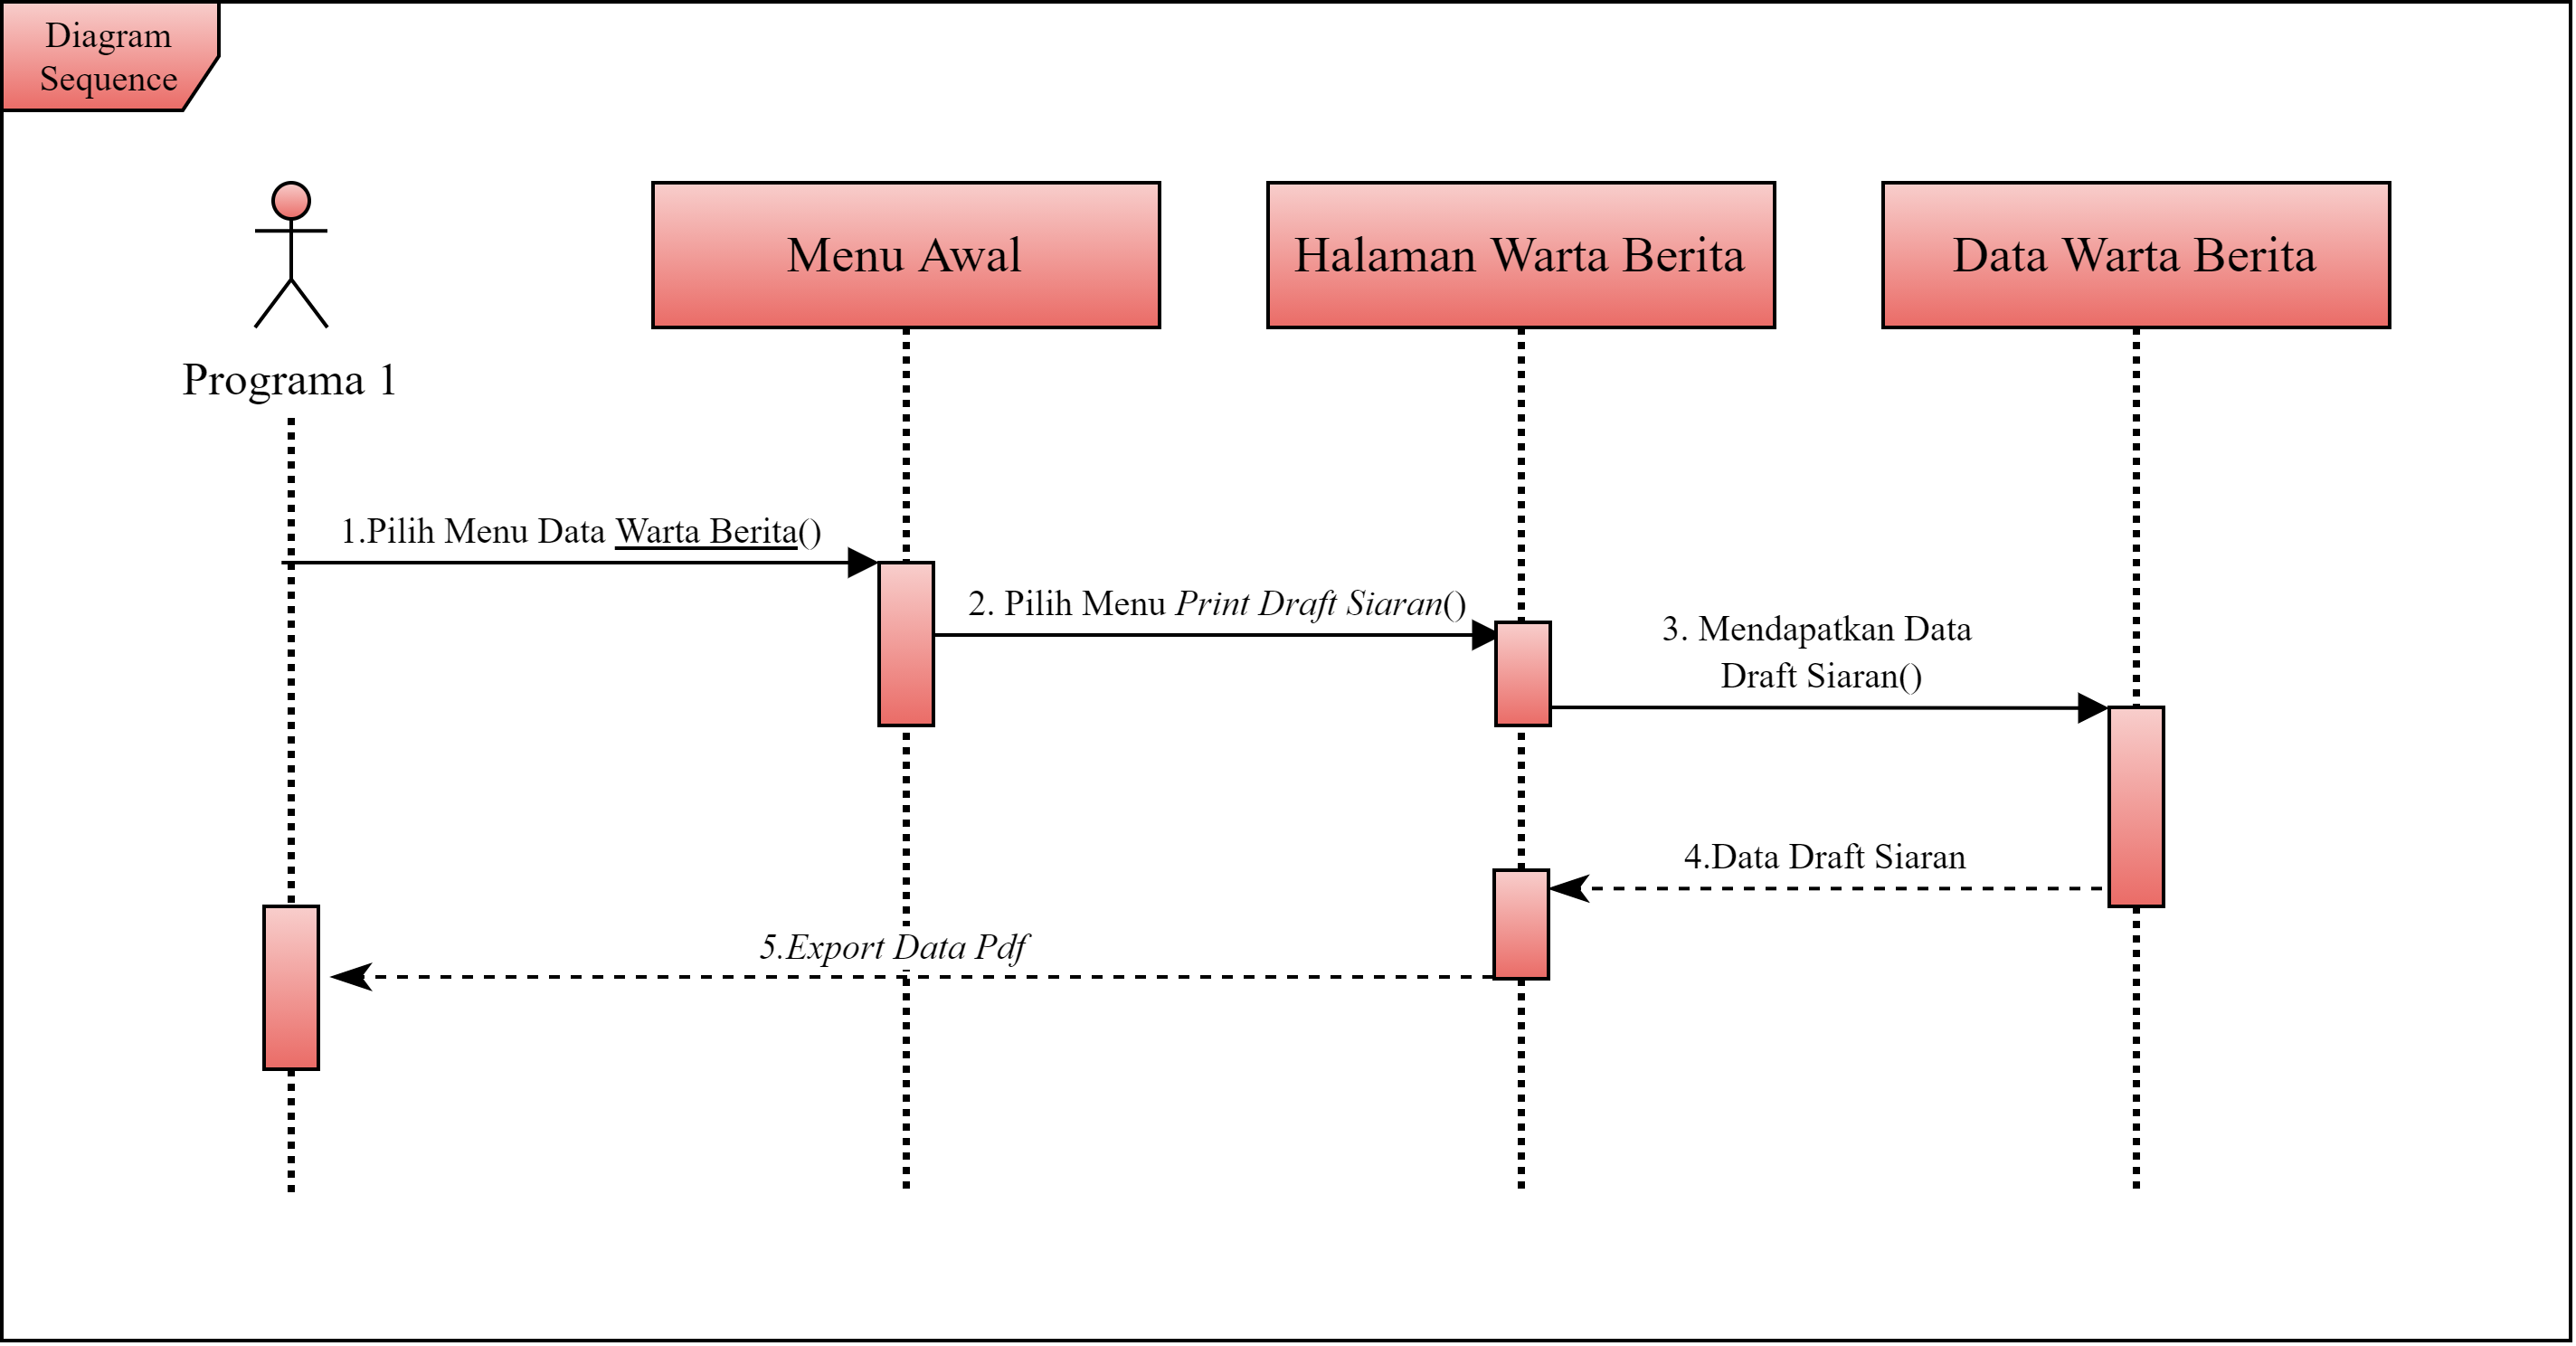 Diagram
Sequence
Menu Awal
Halaman Warta Berita
Data Warta Berita
Programa 1
1.Pilih Menu Data Warta Berita()
2. Pilih Menu Print Draft Siaran()
3. Mendapatkan Data
Draft Siaran()
4.Data Draft Siaran
5.Export Data Pdf